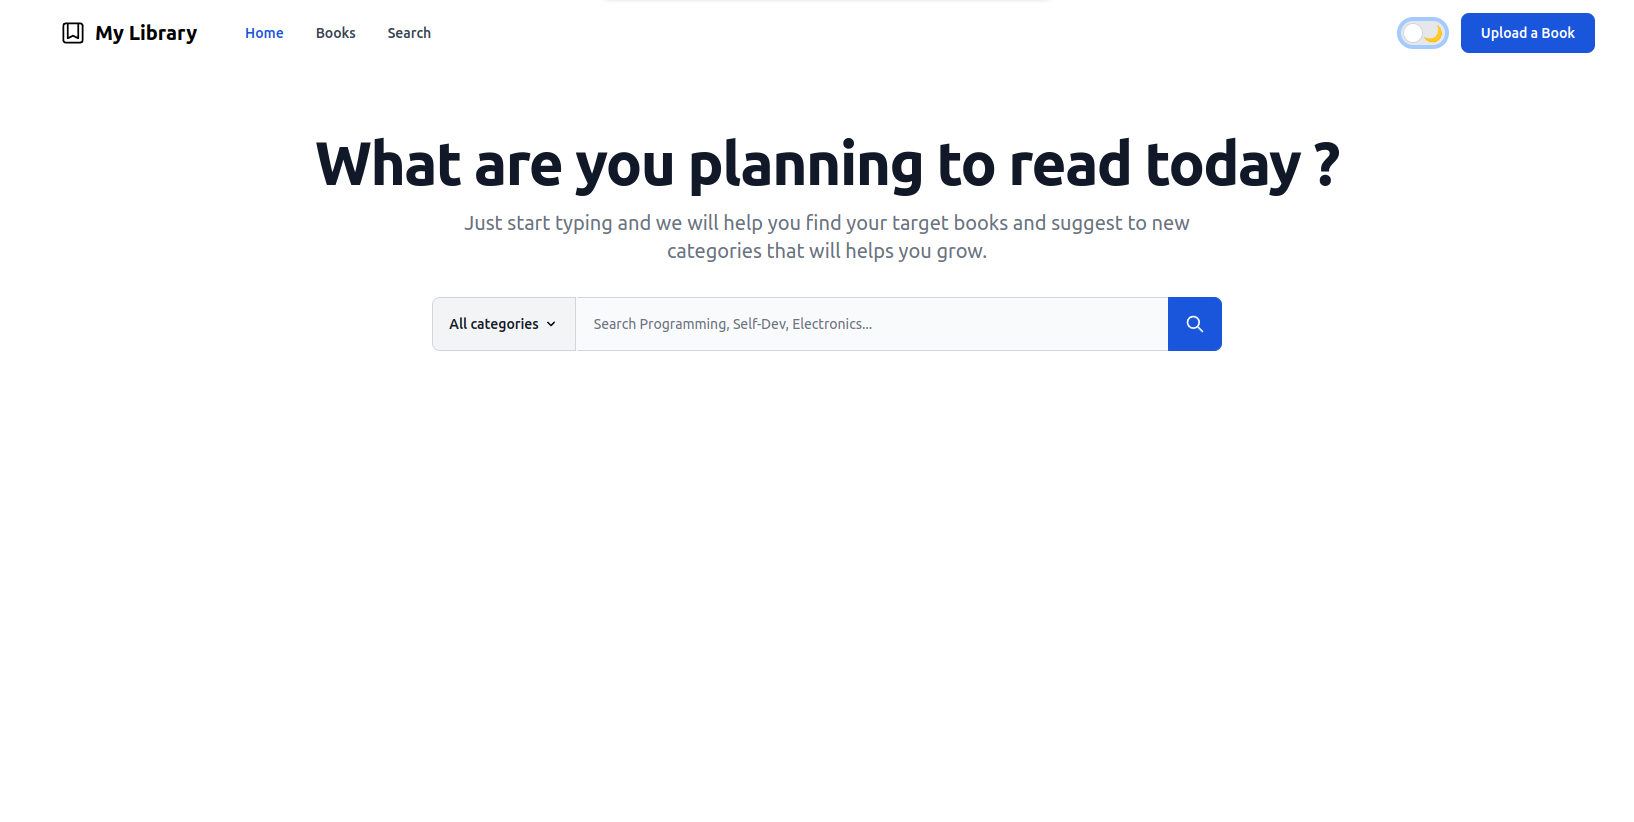 My Library
Home
Books
Search
Upload a Book
What are you planning to read today ?
Just start typing and we will help you find your target books and suggest to new
categories that will helps you grow.
All categories
Search Programming, Self-Dev, Electronics...